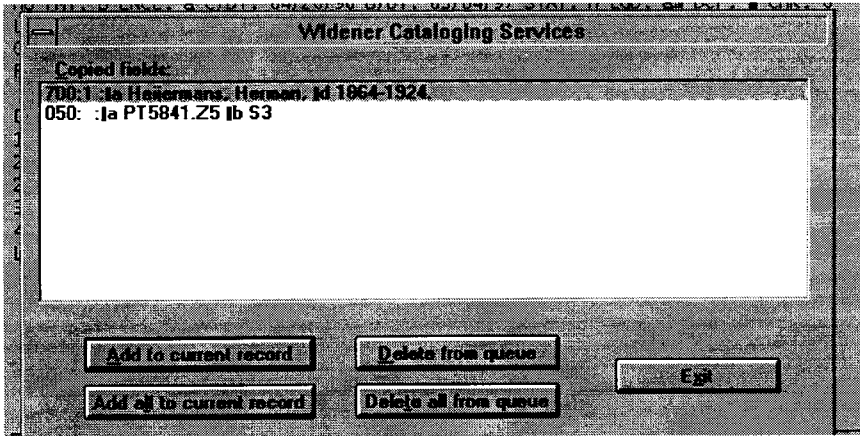 Widener Cataloging Services
Copied fields:
700:1 :‖a Heijermans, Herman, ‖d 1864-1924.
050: :‖a PT5841.Z5 ‖b S3
Add to current record
Delete from queue
Exit
Add all to current record
Delete all from queue